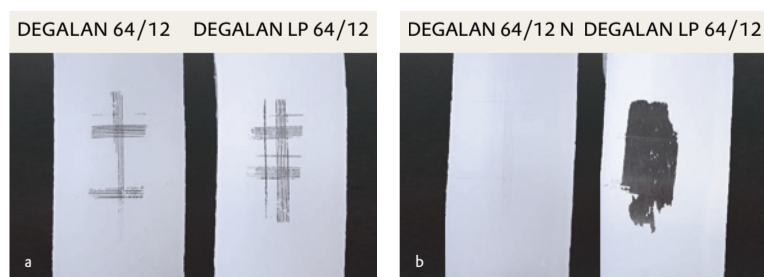 DEGALAN 64/12 DEGALAN LP 64/12
a
DEGALAN 64/12 N DEGALAN LP 64/12
b